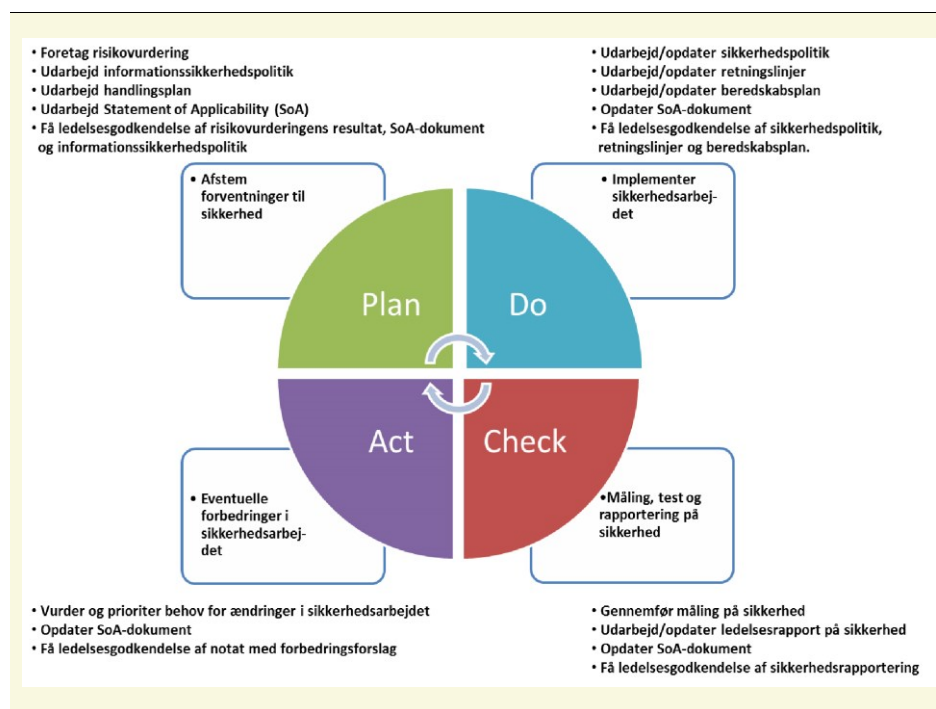 • Foretag risikovurdering
• Udarbejd informationssikkerhedspolitik
• Udarbejd handlingsplan
• Udarbejd Statement of Applicability (SoA)
• Få ledelsesgodkendelse af risikovurderingens resultat, SoA-dokument
og informationssikkerhedspolitik
• Udarbejd/opdater sikkerhedspolitik
• Udarbejd/opdater retningslinjer
• Udarbejd/opdater beredskabsplan
• Opdater SoA-dokument
• Få ledelsesgodkendelse af sikkerhedspolitik,
retningslinjer og beredskabsplan.
• Afstem
forventninger til
sikkerhed
• Implementer
sikkerhedsarbej-
det
Plan
Do
Act
Check
• Eventuelle
forbedringer i
sikkerhedsarbej-
det
•Måling, test og
rapportering på
sikkerhed
• Vurder og prioriter behov for ændringer i sikkerhedsarbejdet
• Opdater SoA-dokument
• Få ledelsesgodkendelse af notat med forbedringsforslag
• Gennemfør måling på sikkerhed
• Udarbejd/opdater ledelsesrapport på sikkerhed
• Opdater SoA-dokument
• Få ledelsesgodkendelse af sikkerhedsrapportering